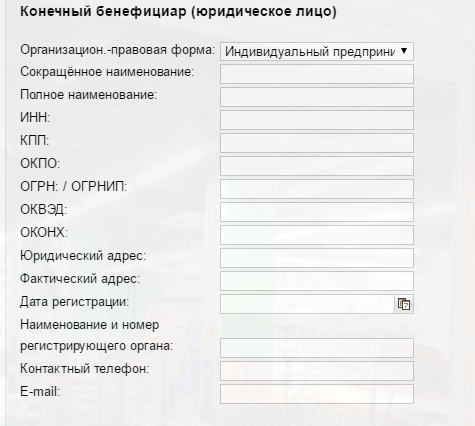 Конечный бенефициар (юридическое лицо)
Организацион.-правовая форма: Индивидуальный предприни
Сокращённое наименование:
Полное наименование:
ИНН:
КПП:
ОКПО:
ОГРН: / ОГРНИП:
ОКВЭД:
ОКОНХ:
Юридический адрес:
Фактический адрес:
Дата регистрации:
Наименование и номер
регистрирующего органа:
Контактный телефон:
E-mail: